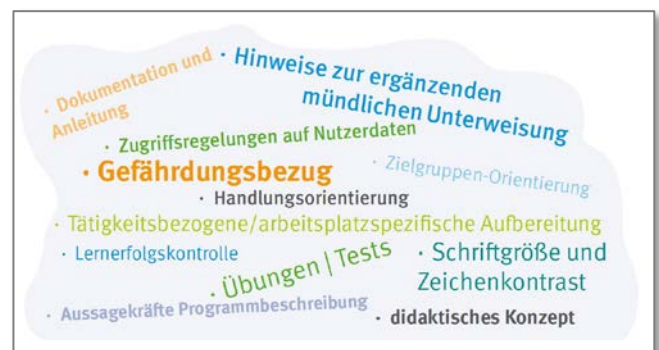 · Dokumentation und
Anleitung
· Hinweise zur ergänzenden
mündlichen Unterweisung
· Zugriffsregelungen auf Nutzerdaten
· Gefährdungsbezug
· Zielgruppen-Orientierung
· Handlungsorientierung
· Tätigkeitsbezogene/arbeitsplatzspezifische Aufbereitung
· Lernerfolgskontrolle
· Übungen | Tests
· Schriftgröße und
Zeichenkontrast
· Aussagekräfte Programmbeschreibung
· didaktisches Konzept